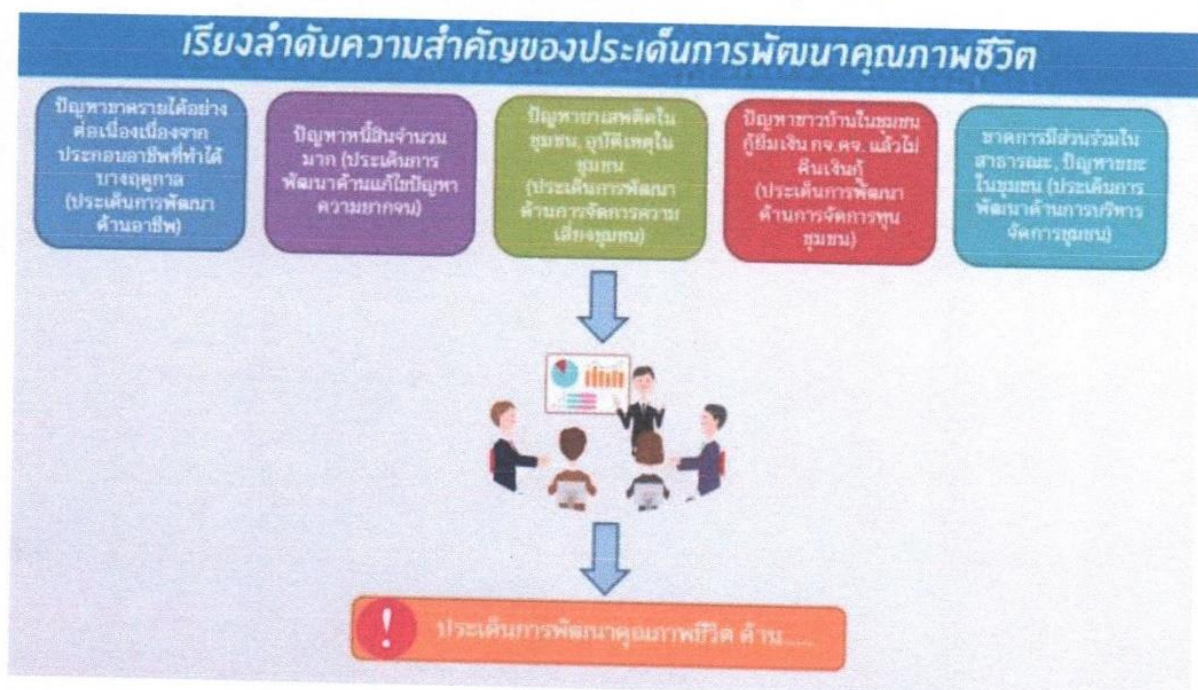 เรียงลำดับความสำคัญของประเด็นการพัฒนาคุณภาพชีวิต
ปัญหาขาดรายได้อย่าง
ต่อเนื่องเนื่องจาก
ประกอบอาชีพที่ทำได้
บางฤดูกาล
(ประเด็นการพัฒนา
ด้านอาชีพ)
ปัญหาหนี้สินจำนวน
มาก (ประเด็นการ
พัฒนาด้านแก้ไขปัญหา
ความยากจน)
ปัญหายาเสพติดใน
ชุมชน, อุบัติเหตุใน
ชุมชน
(ประเด็นการพัฒนา
ด้านการจัดการความ
เสี่ยงชุมชน)
ปัญหาชาวบ้านในชุมชน
กู้ยืมเงิน กข.คจ. แล้วไม่
คืนเงินกู้
(ประเด็นการพัฒนา
ด้านการจัดการทุน
ชุมชน)
ขาดการมีส่วนร่วมใน
สาธารณะ, ปัญหาขยะ
ในชุมชน (ประเด็นการ
พัฒนาด้านการบริหาร
จัดการชุมชน)
!
ประเด็นการพัฒนาคุณภาพชีวิต ด้าน......